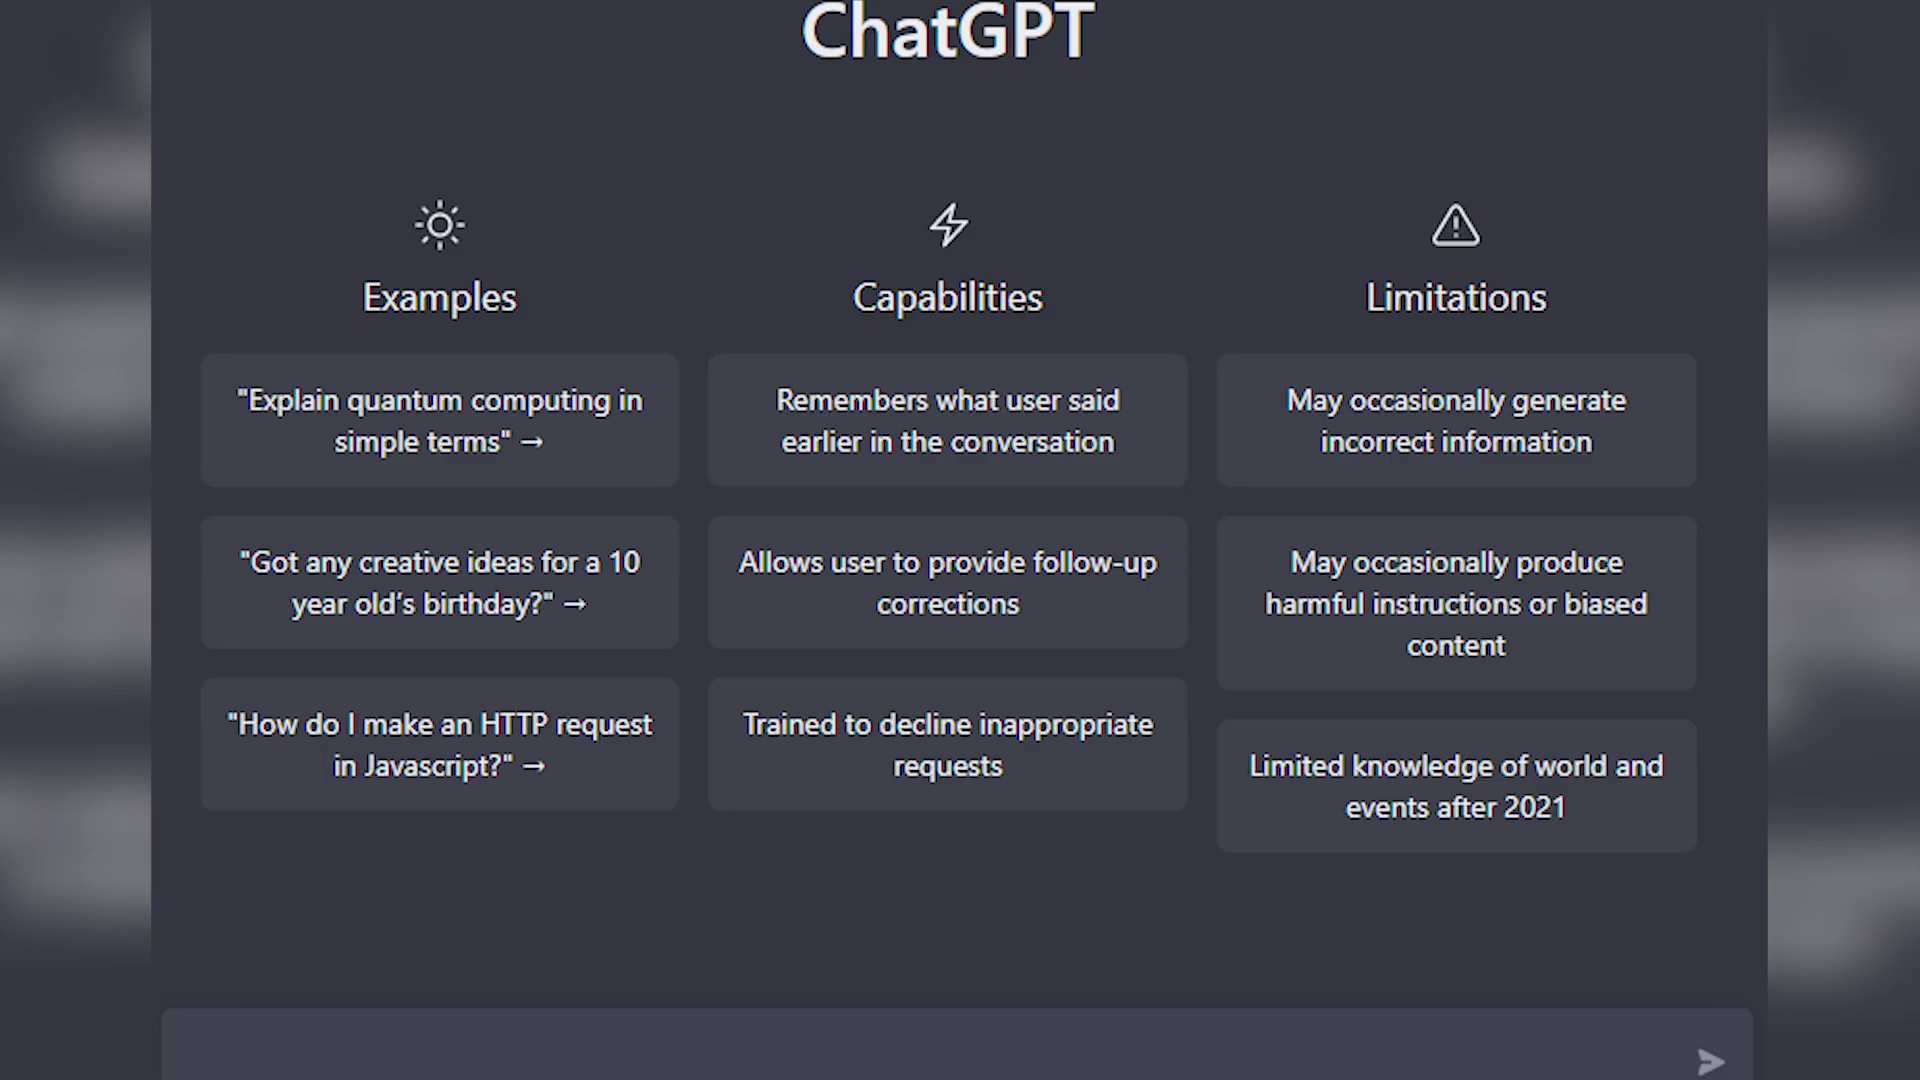 ChatGPT
Examples
"Explain quantum computing in
simple terms" →
"Got any creative ideas for a 10
year old’s birthday?" →
"How do I make an HTTP request
in Javascript?" →
Capabilities
Remembers what user said
earlier in the conversation
Allows user to provide follow-up
corrections
Trained to decline inappropriate
requests
Limitations
May occasionally generate
incorrect information
May occasionally produce
harmful instructions or biased
content
Limited knowledge of world and
events after 2021